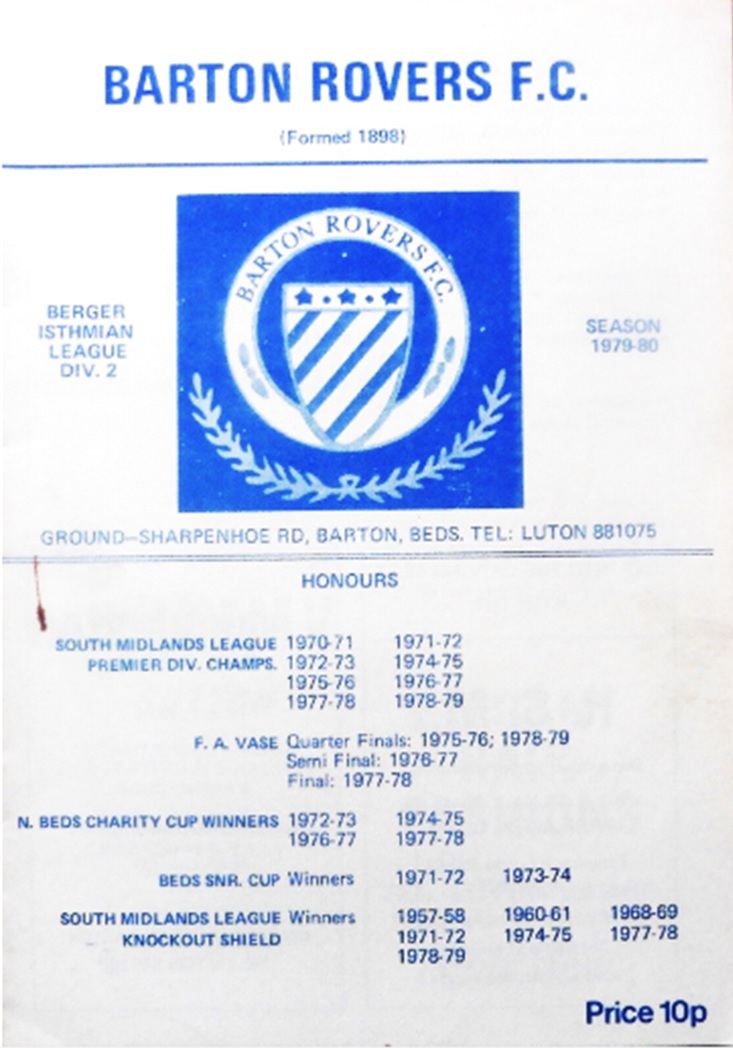 BARTON ROVERS F.C.
(Formed 1898)
BARTON ROVERS F.C.
BERGER
ISTHMIAN
LEAGUE
DIV. 2
SEASON
1979-80
GROUND—SHARPENHOE RD, BARTON, BEDS. TEL: LUTON 881075
HONOURS
SOUTH MIDLANDS LEAGUE 1970-71 1971-72
PREMIER DIV. CHAMPS. 1972-73 1974-75
1975-76 1976-77
1977-78 1978-79
F. A. VASE Quarter Finals: 1975-76; 1978-79
Semi Final: 1976-77
Final: 1977-78
N. BEDS CHARITY CUP WINNERS 1972-73 1974-75
1976-77 1977-78
BEDS SNR. CUP Winners 1971-72 1973-74
SOUTH MIDLANDS LEAGUE Winners 1957-58 1960-61 1968-69
KNOCKOUT SHIELD 1971-72 1974-75 1977-78
1978-79
Price 10p